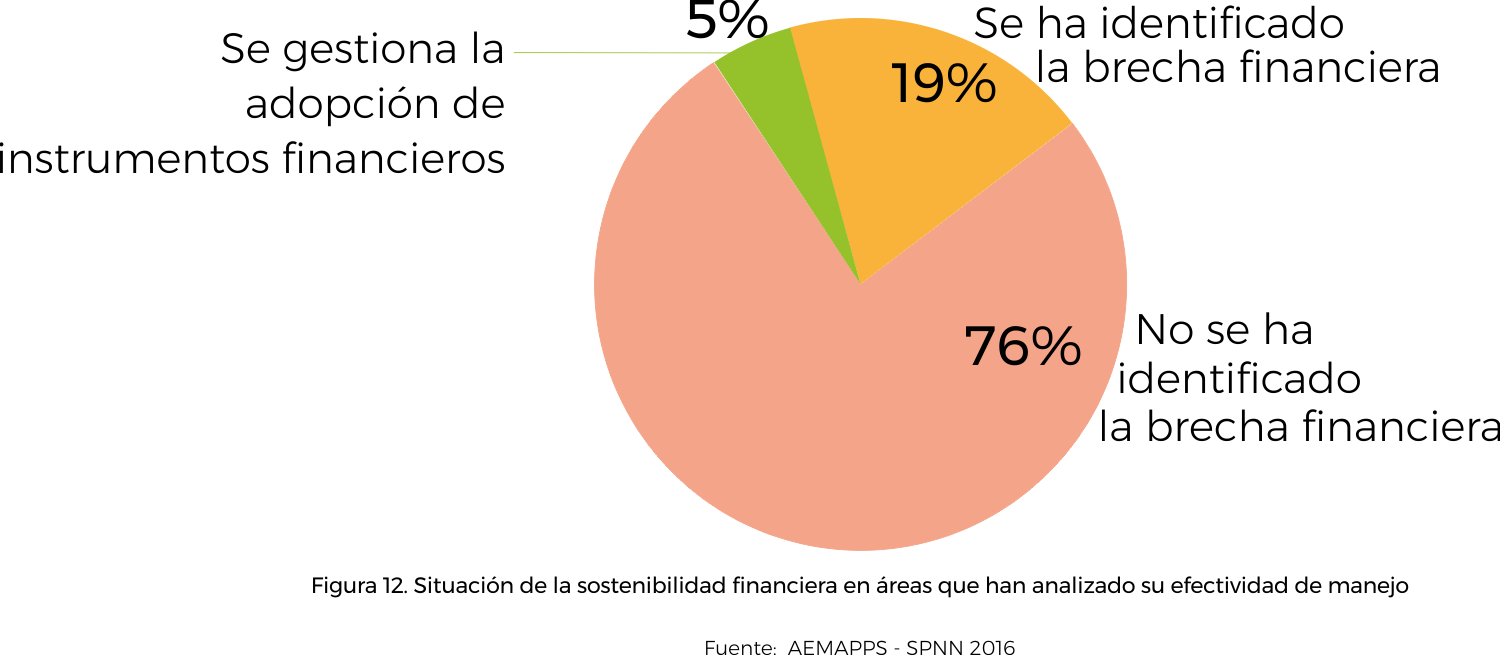 5%
Se gestiona la
adopción de
instrumentos financieros
Se ha identificado
la brecha financiera
19%
76%
No se ha
identificado
la brecha financiera
Figura 12. Situación de la sostenibilidad financiera en áreas que han analizado su efectividad de manejo
Fuente: AEMAPPS - SPNN 2016